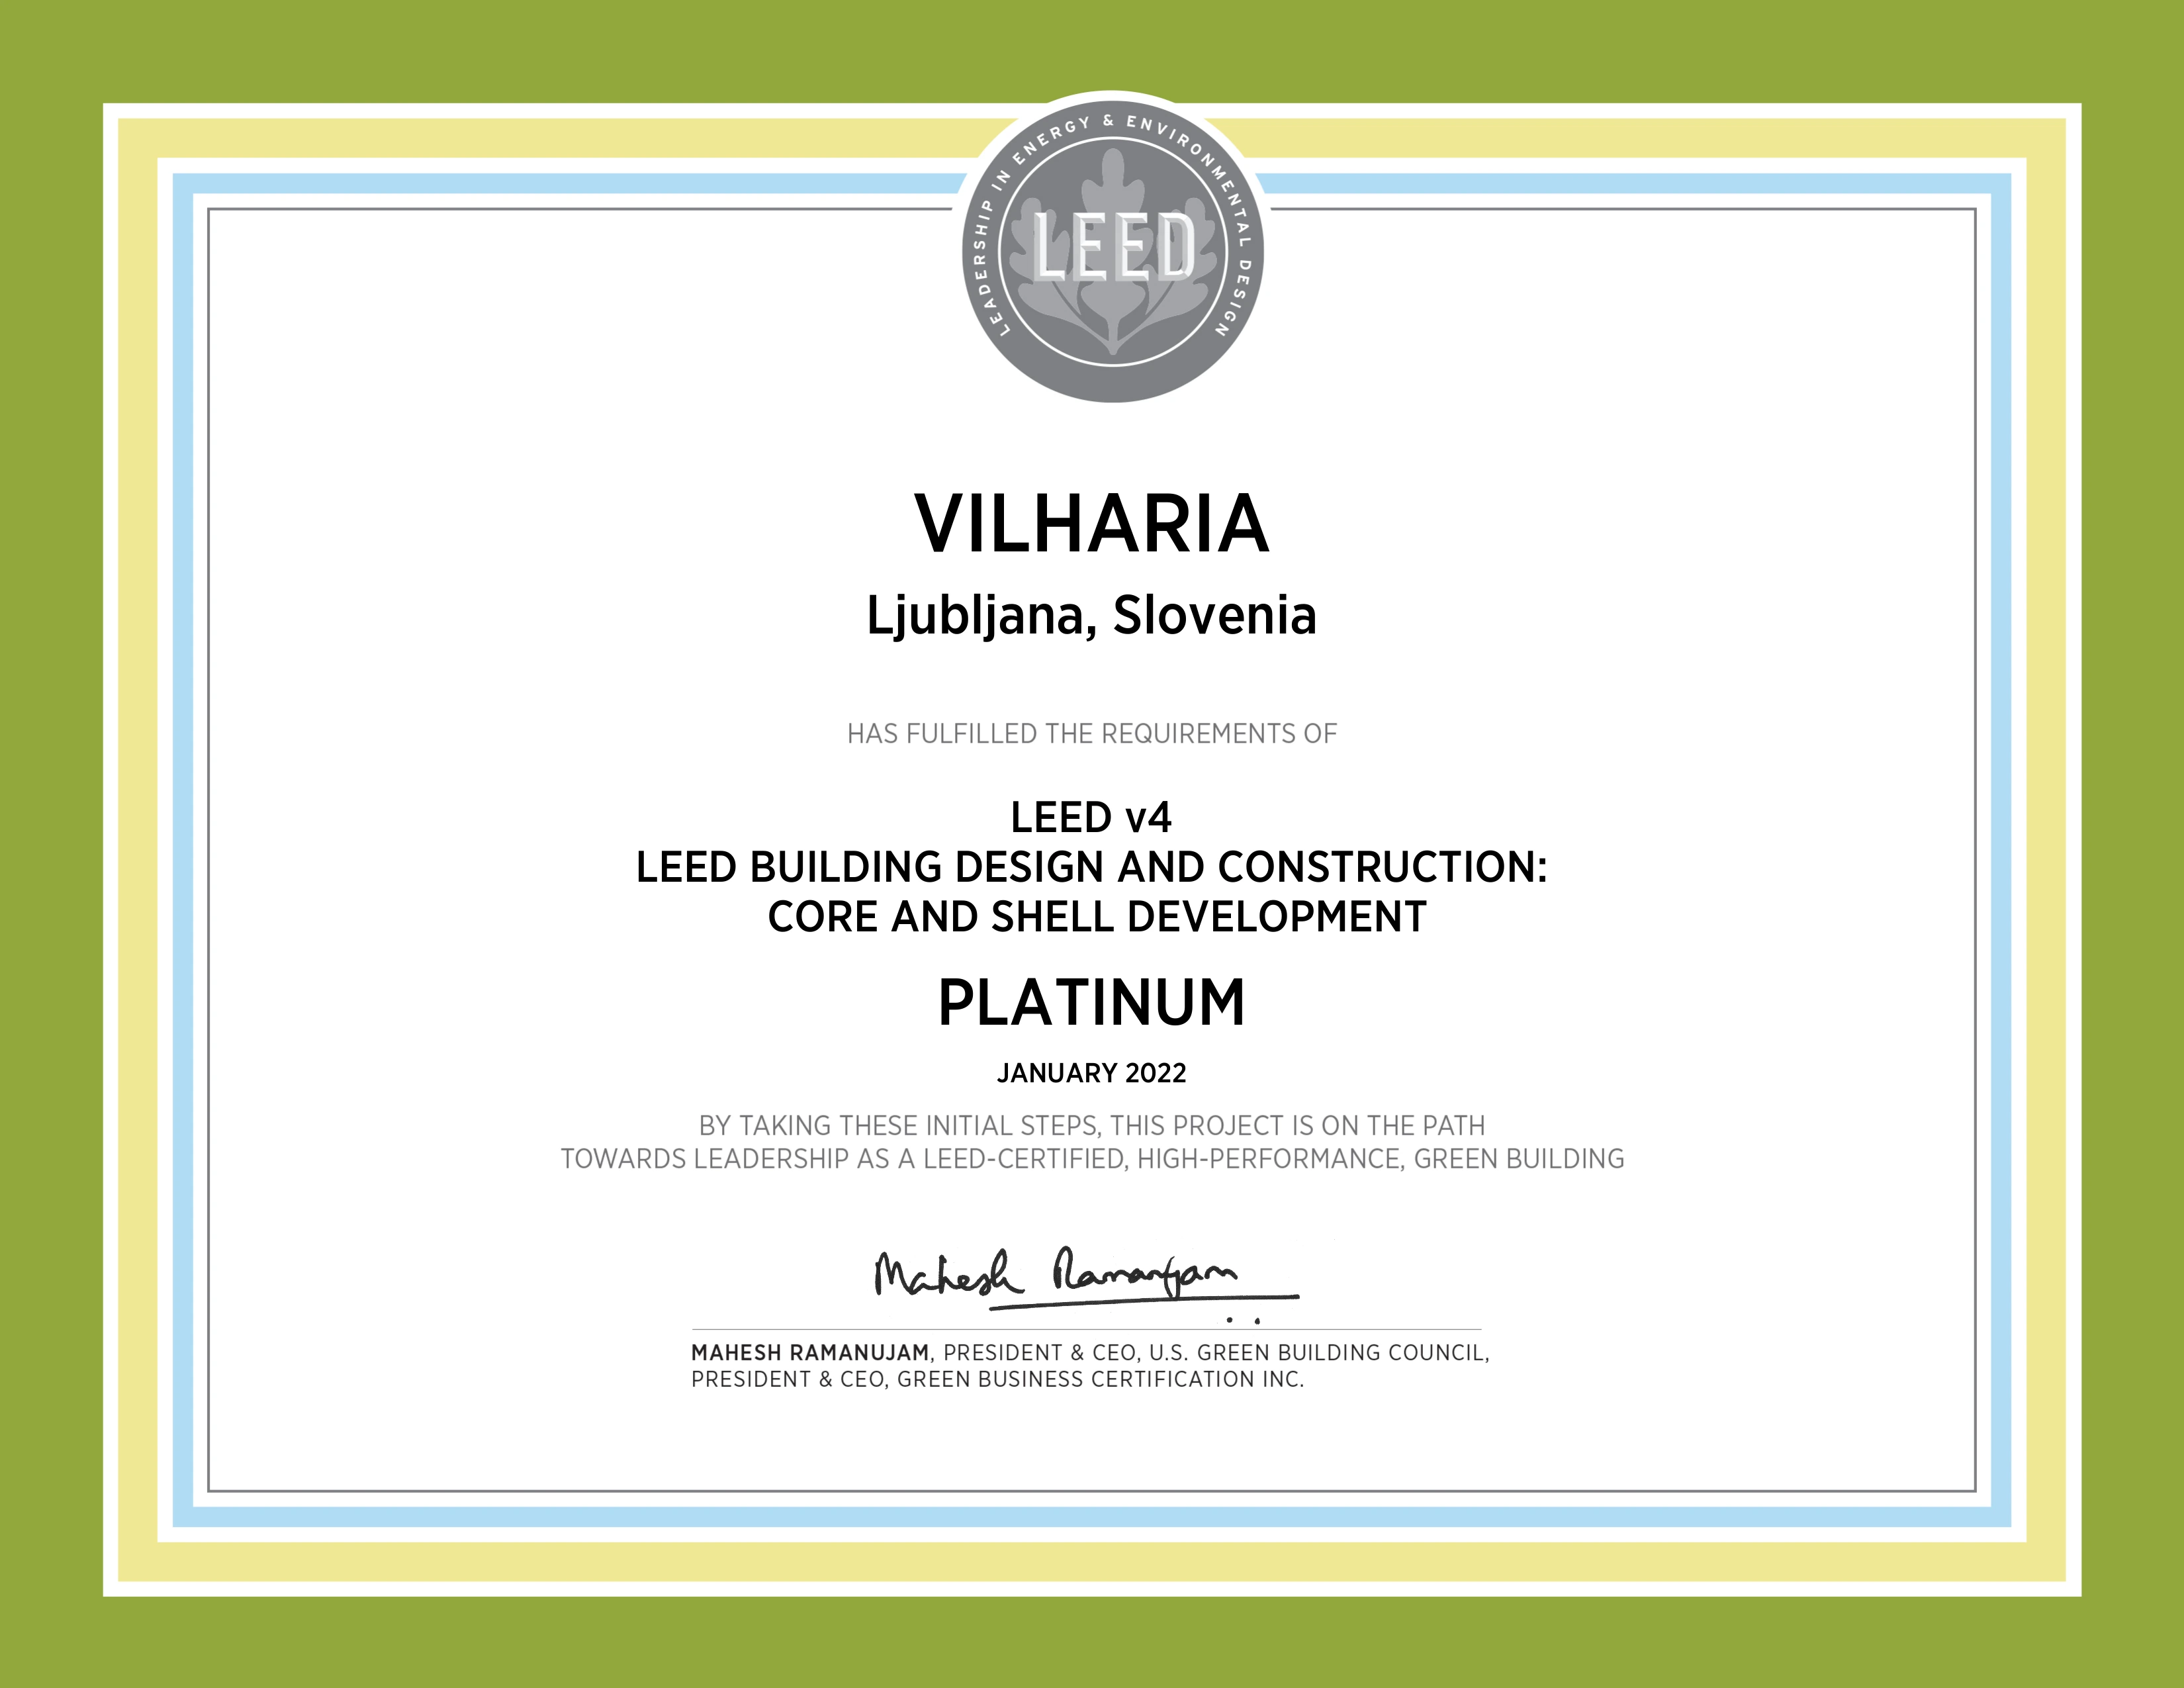 LEADERSHIP IN ENERGY & ENVIRONMENTAL DESIGN
LEED
VILHARIA
Ljubljana, Slovenia
HAS FULFILLED THE REQUIREMENTS OF
LEED v4
LEED BUILDING DESIGN AND CONSTRUCTION:
CORE AND SHELL DEVELOPMENT
PLATINUM
JANUARY 2022
BY TAKING THESE INITIAL STEPS, THIS PROJECT IS ON THE PATH
TOWARDS LEADERSHIP AS A LEED-CERTIFIED, HIGH-PERFORMANCE, GREEN BUILDING
Mahesh Ramanujam
MAHESH RAMANUJAM, PRESIDENT & CEO, U.S. GREEN BUILDING COUNCIL,
PRESIDENT & CEO, GREEN BUSINESS CERTIFICATION INC.